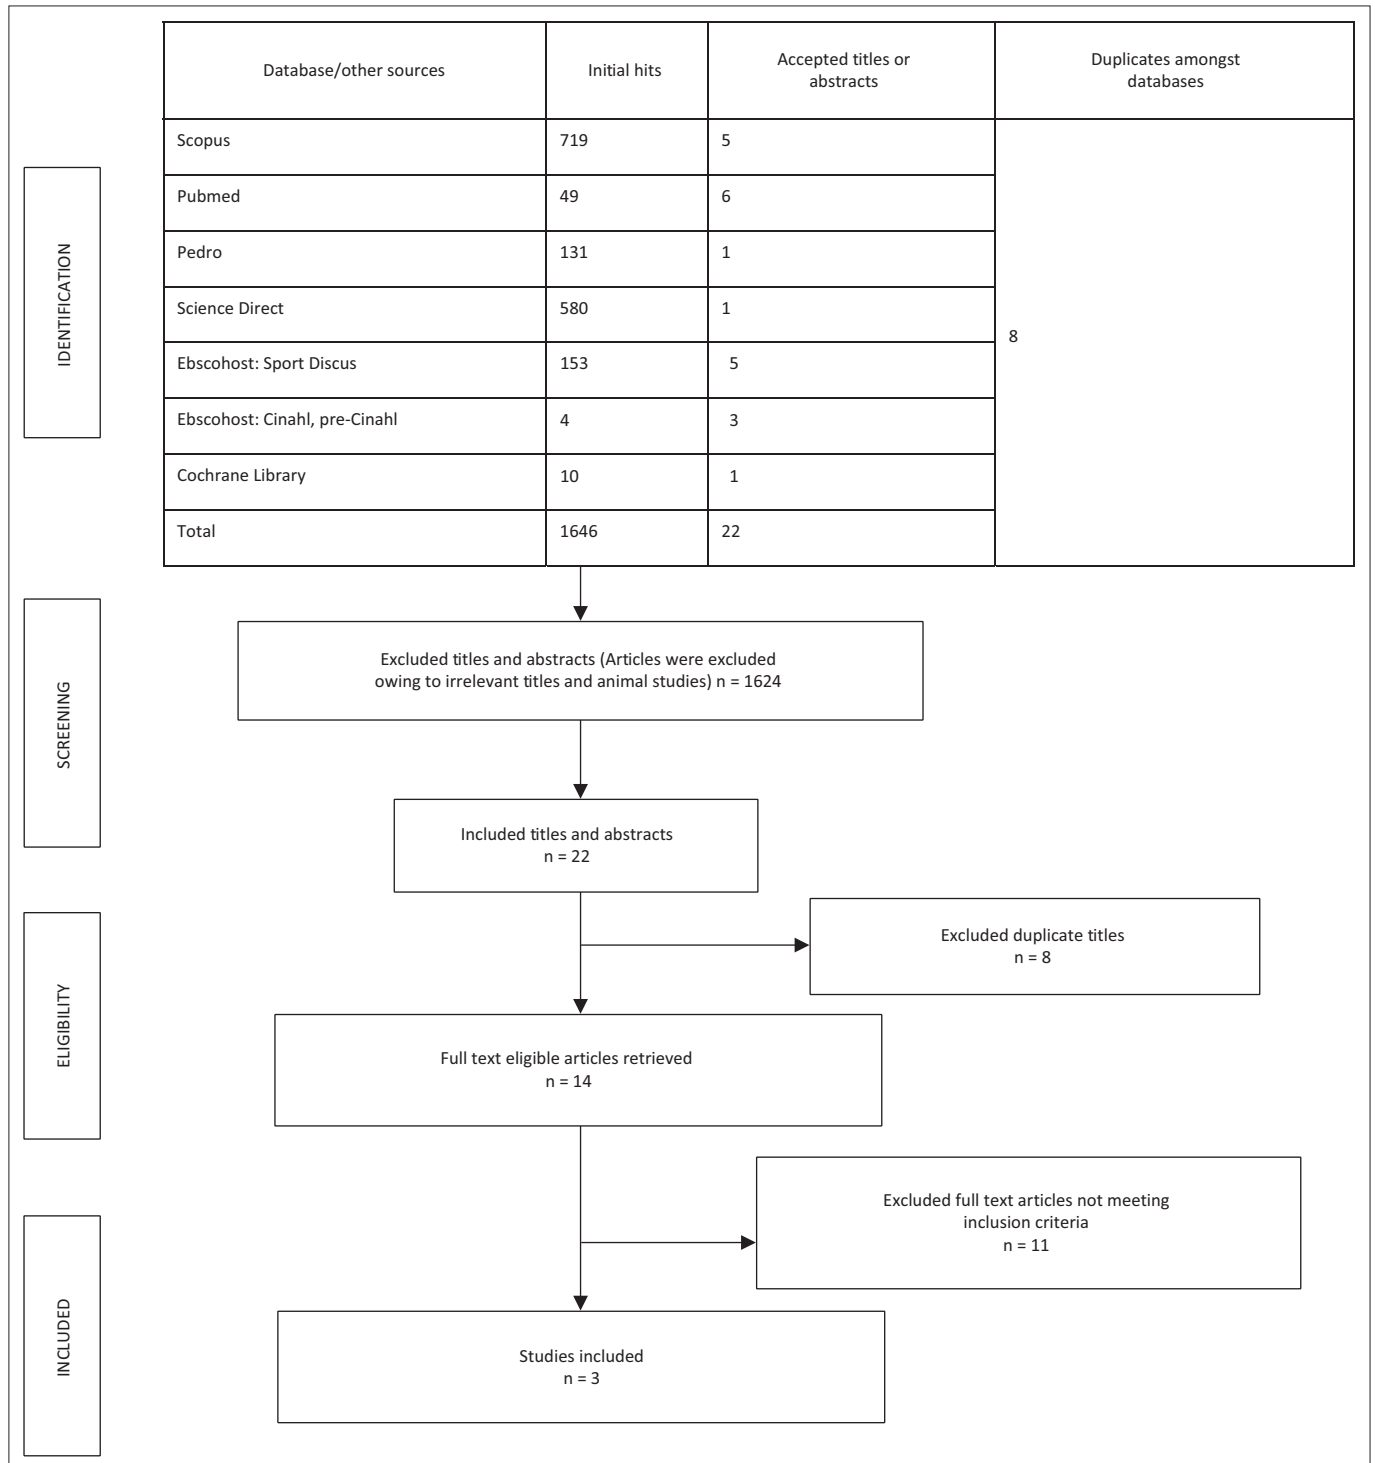 Database/other sources
Initial hits
Accepted titles or
abstracts
Duplicates amongst
databases
Scopus
719
5
Pubmed
49
6
Pedro
131
1
Science Direct
580
1
Ebscohost: Sport Discus
153
5
Ebscohost: Cinahl, pre-Cinahl
4
3
Cochrane Library
10
1
Total
1646
22
8
IDENTIFICATION
SCREENING
Excluded titles and abstracts (Articles were excluded
owing to irrelevant titles and animal studies) n = 1624
Included titles and abstracts
n = 22
ELIGIBILITY
Excluded duplicate titles
n = 8
Full text eligible articles retrieved
n = 14
Excluded full text articles not meeting
inclusion criteria
n = 11
INCLUDED
Studies included
n = 3